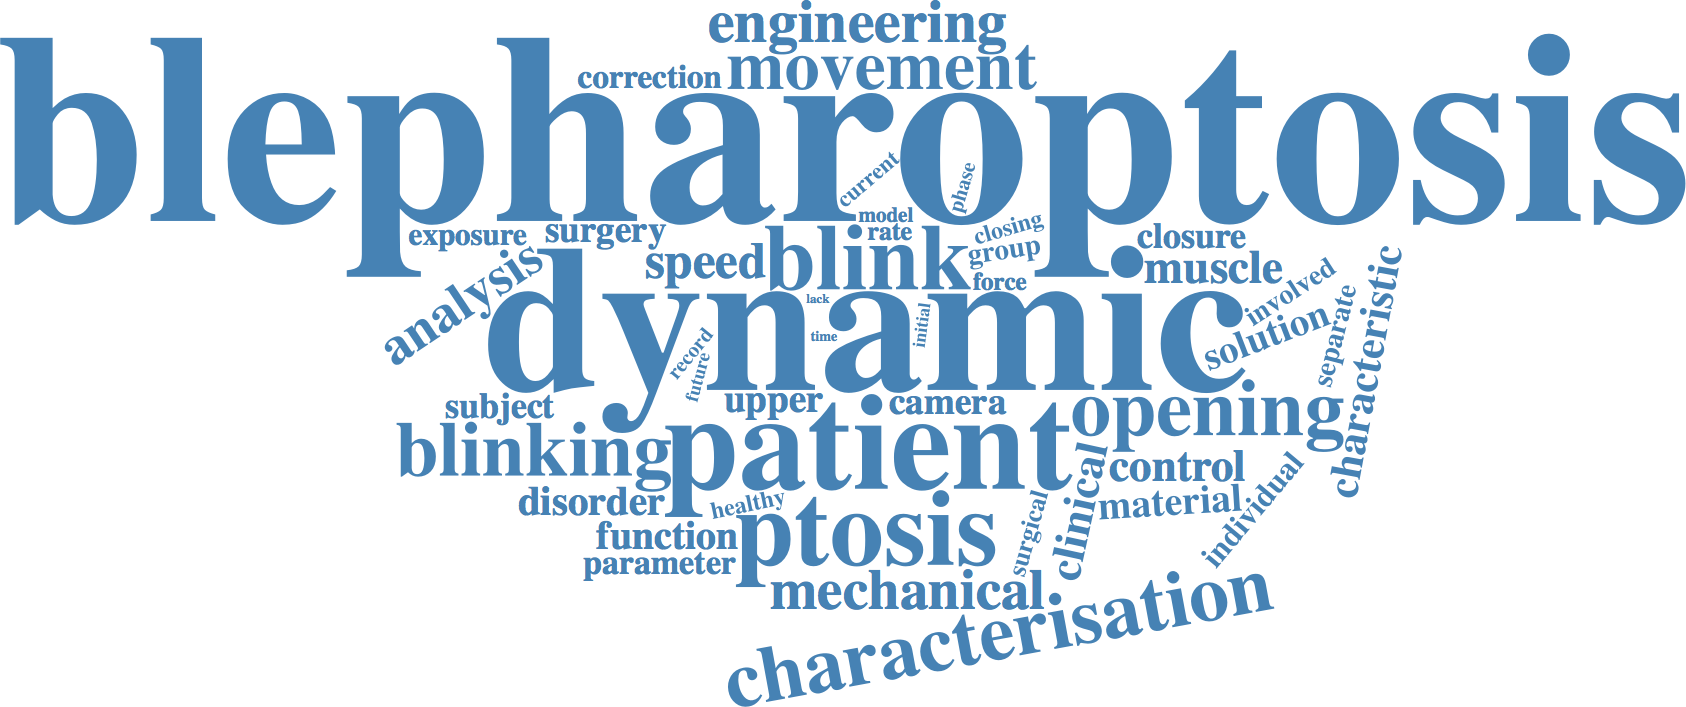 engineering
correction movement
blepharoptosis
current
phase
model
exposure surgery rate closing closure
speed blink group muscle
force
analysis
dynamic
lack
time
initial
record
future
involved
solution
separate
characteristic
subject upper camera opening
blinking patient control
clinical
material
individual
disorder healthy
surgical
function ptosis
parameter
mechanical
characterisation